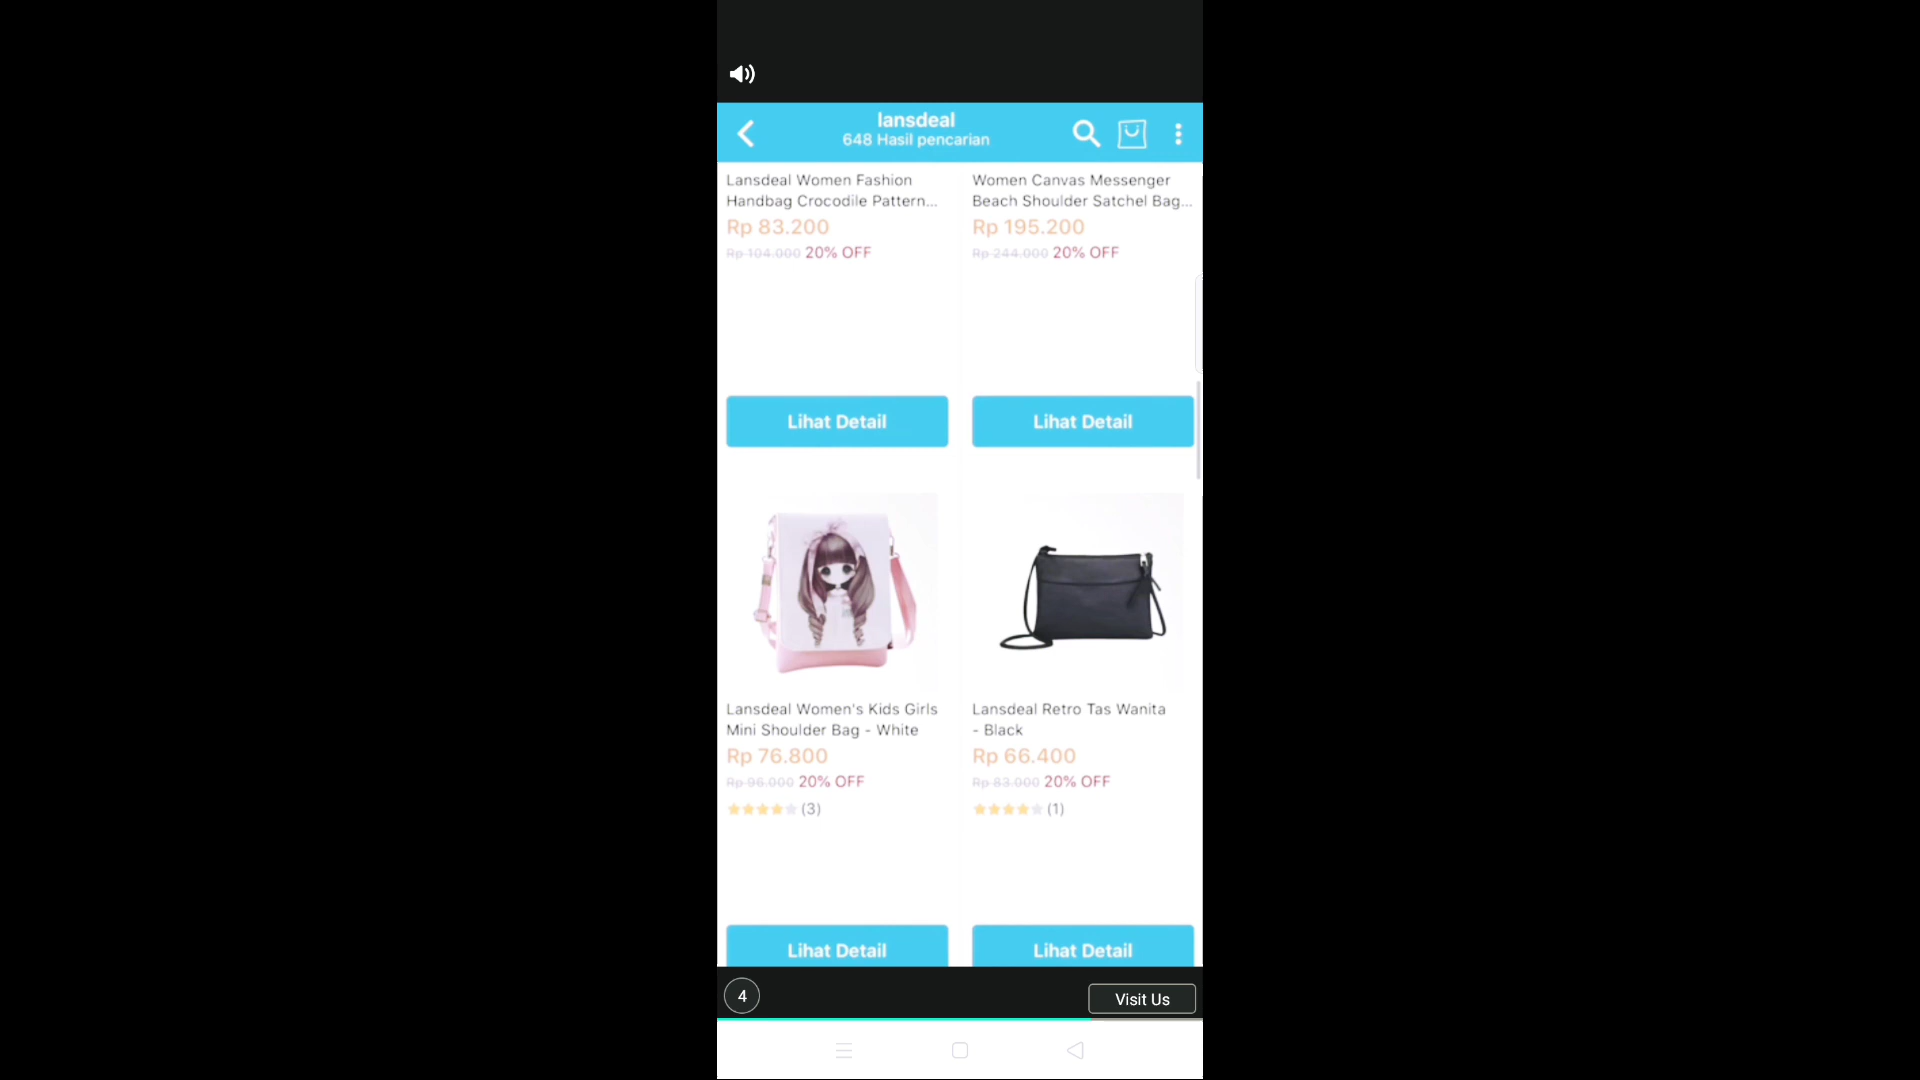 lansdeal
648 Hasil pencarian
Lansdeal Women Fashion
Handbag Crocodile Pattern...
Rp 83.200
Rp 104.000 20% OFF
Women Canvas Messenger
Beach Shoulder Satchel Bag...
Rp 195.200
Rp 244.000 20% OFF
Lihat Detail
Lihat Detail
Lansdeal Women's Kids Girls
Mini Shoulder Bag - White
Rp 76.800
Rp 96.000 20% OFF
(3)
Lansdeal Retro Tas Wanita
- Black
Rp 66.400
Rp 83.000 20% OFF
(1)
Lihat Detail
Lihat Detail
4
Visit Us